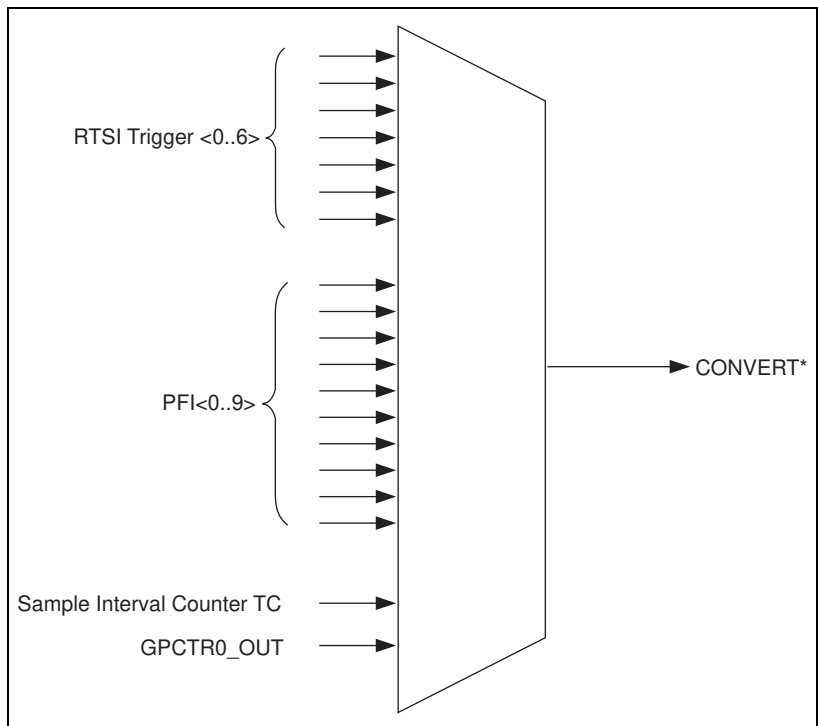 RTSI Trigger <0..6>
PFI<0..9>
CONVERT*
Sample Interval Counter TC
GPCTR0_OUT